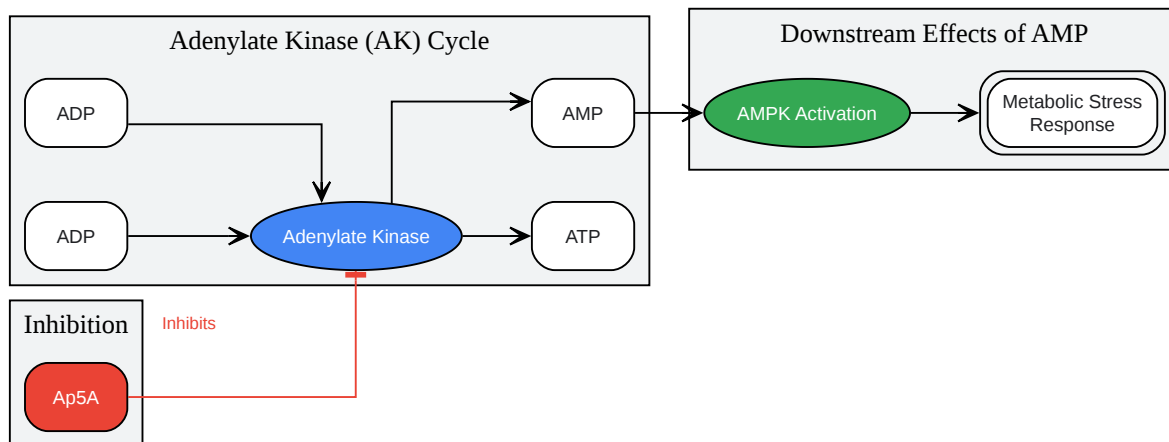 Adenylate Kinase (AK) Cycle
Downstream Effects of AMP
ADP
AMP
AMPK Activation
Metabolic Stress
Response
ADP
Adenylate Kinase
ATP
Inhibition
Inhibits
Ap5A